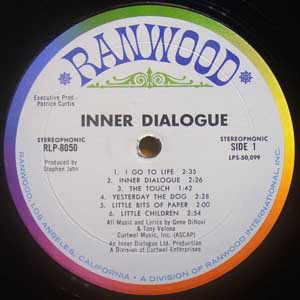 RANWOOD
Executive Prod.
Patrick Curtis
INNER DIALOGUE
STEREOPHONIC
RLP-8050
STEREOPHONIC
SIDE 1
Produced by
Stephen Jahn
LPS-50,099
1. I GO TO LIFE 2:35
2. INNER DIALOGUE 2:26
3. THE TOUCH 1:42
4. YESTERDAY THE DOG 2:31
5. LITTLE BITS OF PAPER 2:00
6. LITTLE CHILDREN 2:54
All Music and Lyrics by Gene DiNovi
& Tony Velona
Curtwel Music, Inc. (ASCAP)
An Inner Dialogue Ltd. Production
A Division of Curtwel Enterprises
RANWOOD, LOS ANGELES, CALIFORNIA • A DIVISION OF RANWOOD INTERNATIONAL, INC.